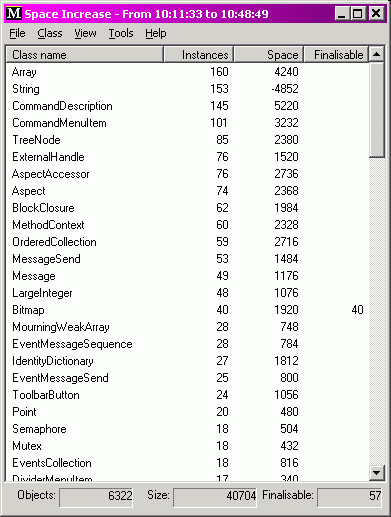 M Space Increase - From 10:11:33 to 10:48:49
File Class View Tools Help
Class name Instances Space Finalisable
Array 160 4240
String 153 -4852
CommandDescription 145 5220
CommandMenuItem 101 3232
TreeNode 85 2380
ExternalHandle 76 1520
AspectAccessor 76 2736
Aspect 74 2368
BlockClosure 62 1984
MethodContext 60 2328
OrderedCollection 59 2716
MessageSend 53 1484
Message 49 1176
LargeInteger 48 1076
Bitmap 40 1920 40
MourningWeakArray 28 748
EventMessageSequence 28 784
IdentityDictionary 27 1812
EventMessageSend 25 800
ToolbarButton 24 1056
Point 20 480
Semaphore 18 504
Mutex 18 432
EventsCollection 18 816
DividerMenuItem 17 340
Objects: 6322 Size: 40704 Finalisable: 57